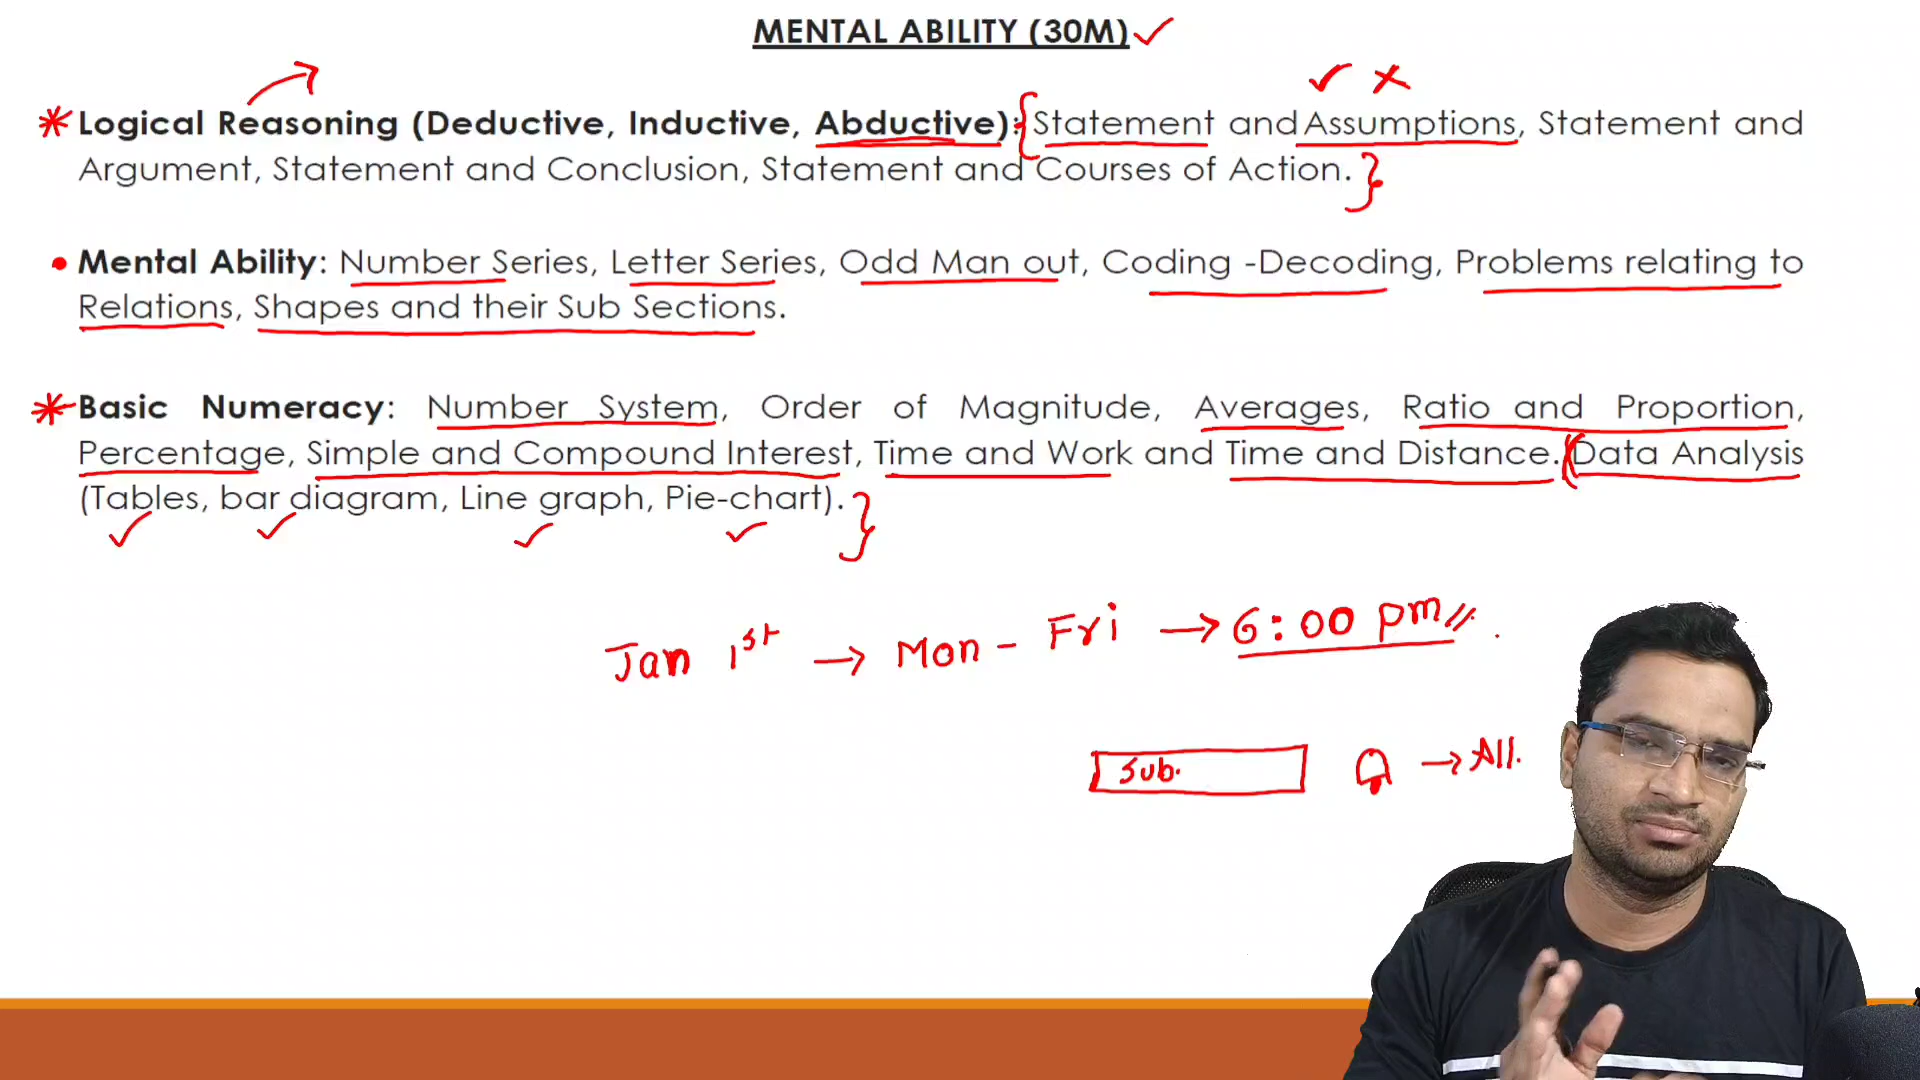 MENTAL ABILITY (30M)
Logical Reasoning (Deductive, Inductive, Abductive): Statement and Assumptions, Statement and
Argument, Statement and Conclusion, Statement and Courses of Action.
Mental Ability: Number Series, Letter Series, Odd Man out, Coding -Decoding, Problems relating to
Relations, Shapes and their Sub Sections.
Basic Numeracy: Number System, Order of Magnitude, Averages, Ratio and Proportion,
Percentage, Simple and Compound Interest, Time and Work and Time and Distance. Data Analysis
(Tables, bar diagram, Line graph, Pie-chart).
Jan 1st → Mon - Fri → 6:00 pm
Sub. → All.